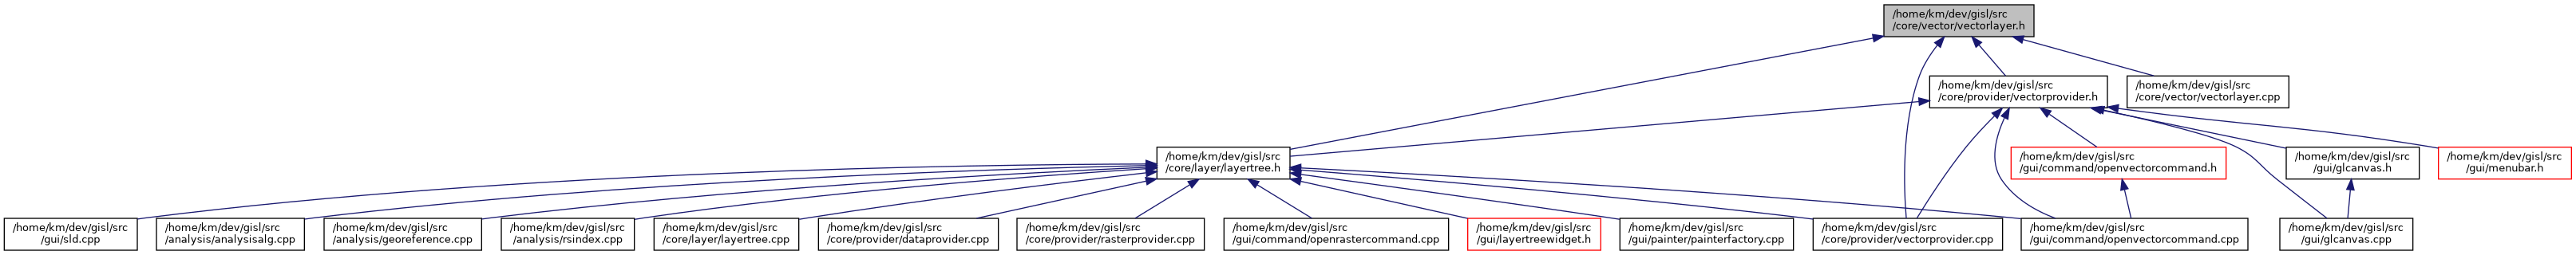 /home/km/dev/gisl/src
/core/vector/vectorlayer.h
/home/km/dev/gisl/src
/core/provider/vectorprovider.h
/home/km/dev/gisl/src
/core/vector/vectorlayer.cpp
/home/km/dev/gisl/src
/core/layer/layertree.h
/home/km/dev/gisl/src
/gui/command/openvectorcommand.h
/home/km/dev/gisl/src
/gui/glcanvas.h
/home/km/dev/gisl/src
/gui/menubar.h
/home/km/dev/gisl/src
/gui/sld.cpp
/home/km/dev/gisl/src
/analysis/analysisalg.cpp
/home/km/dev/gisl/src
/analysis/georeference.cpp
/home/km/dev/gisl/src
/analysis/rsindex.cpp
/home/km/dev/gisl/src
/core/layer/layertree.cpp
/home/km/dev/gisl/src
/core/provider/dataprovider.cpp
/home/km/dev/gisl/src
/core/provider/rasterprovider.cpp
/home/km/dev/gisl/src
/gui/command/openrastercommand.cpp
/home/km/dev/gisl/src
/gui/layertreewidget.h
/home/km/dev/gisl/src
/gui/painter/painterfactory.cpp
/home/km/dev/gisl/src
/core/provider/vectorprovider.cpp
/home/km/dev/gisl/src
/gui/command/openvectorcommand.cpp
/home/km/dev/gisl/src
/gui/glcanvas.cpp